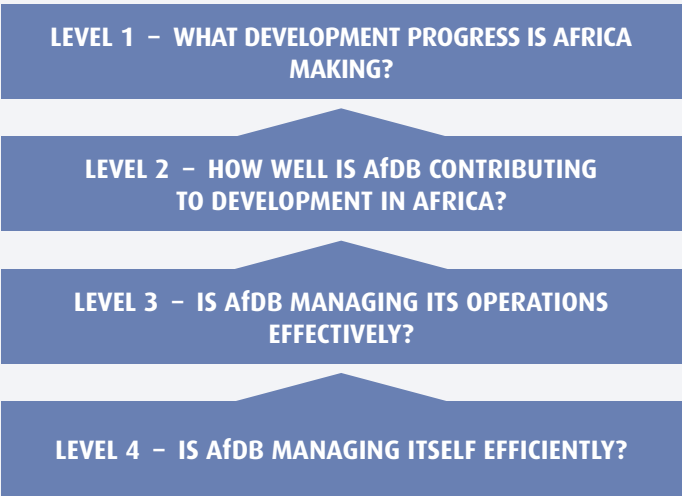 LEVEL 1 – WHAT DEVELOPMENT PROGRESS IS AFRICA
MAKING?
LEVEL 2 – HOW WELL IS AfDB CONTRIBUTING
TO DEVELOPMENT IN AFRICA?
LEVEL 3 – IS AfDB MANAGING ITS OPERATIONS
EFFECTIVELY?
LEVEL 4 – IS AfDB MANAGING ITSELF EFFICIENTLY?